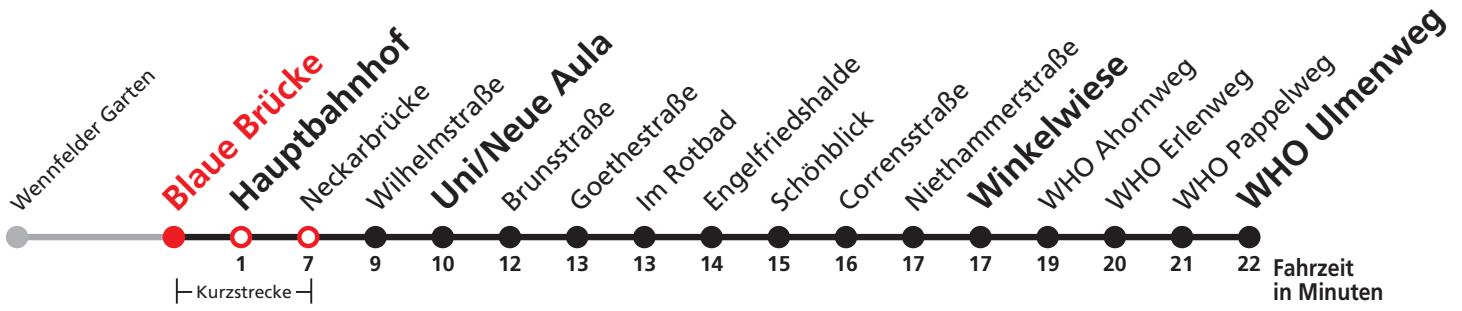 Wennfelder Garten
Blaue Brücke
Hauptbahnhof
Neckarbrücke
Wilhelmstraße
Uni/Neue Aula
Brunsstraße
Goethestraße
Im Rotbad
Engelfriedshalde
Schönblick
Corrensstraße
Niethammerstraße
Winkelwiese
WHO Ahornweg
WHO Erlenweg
WHO Pappelweg
WHO Ulmenweg
1 7 9 10 12 13 13 14 15 16 17 17 19 20 21 22 Fahrzeit
in Minuten
Kurzstrecke